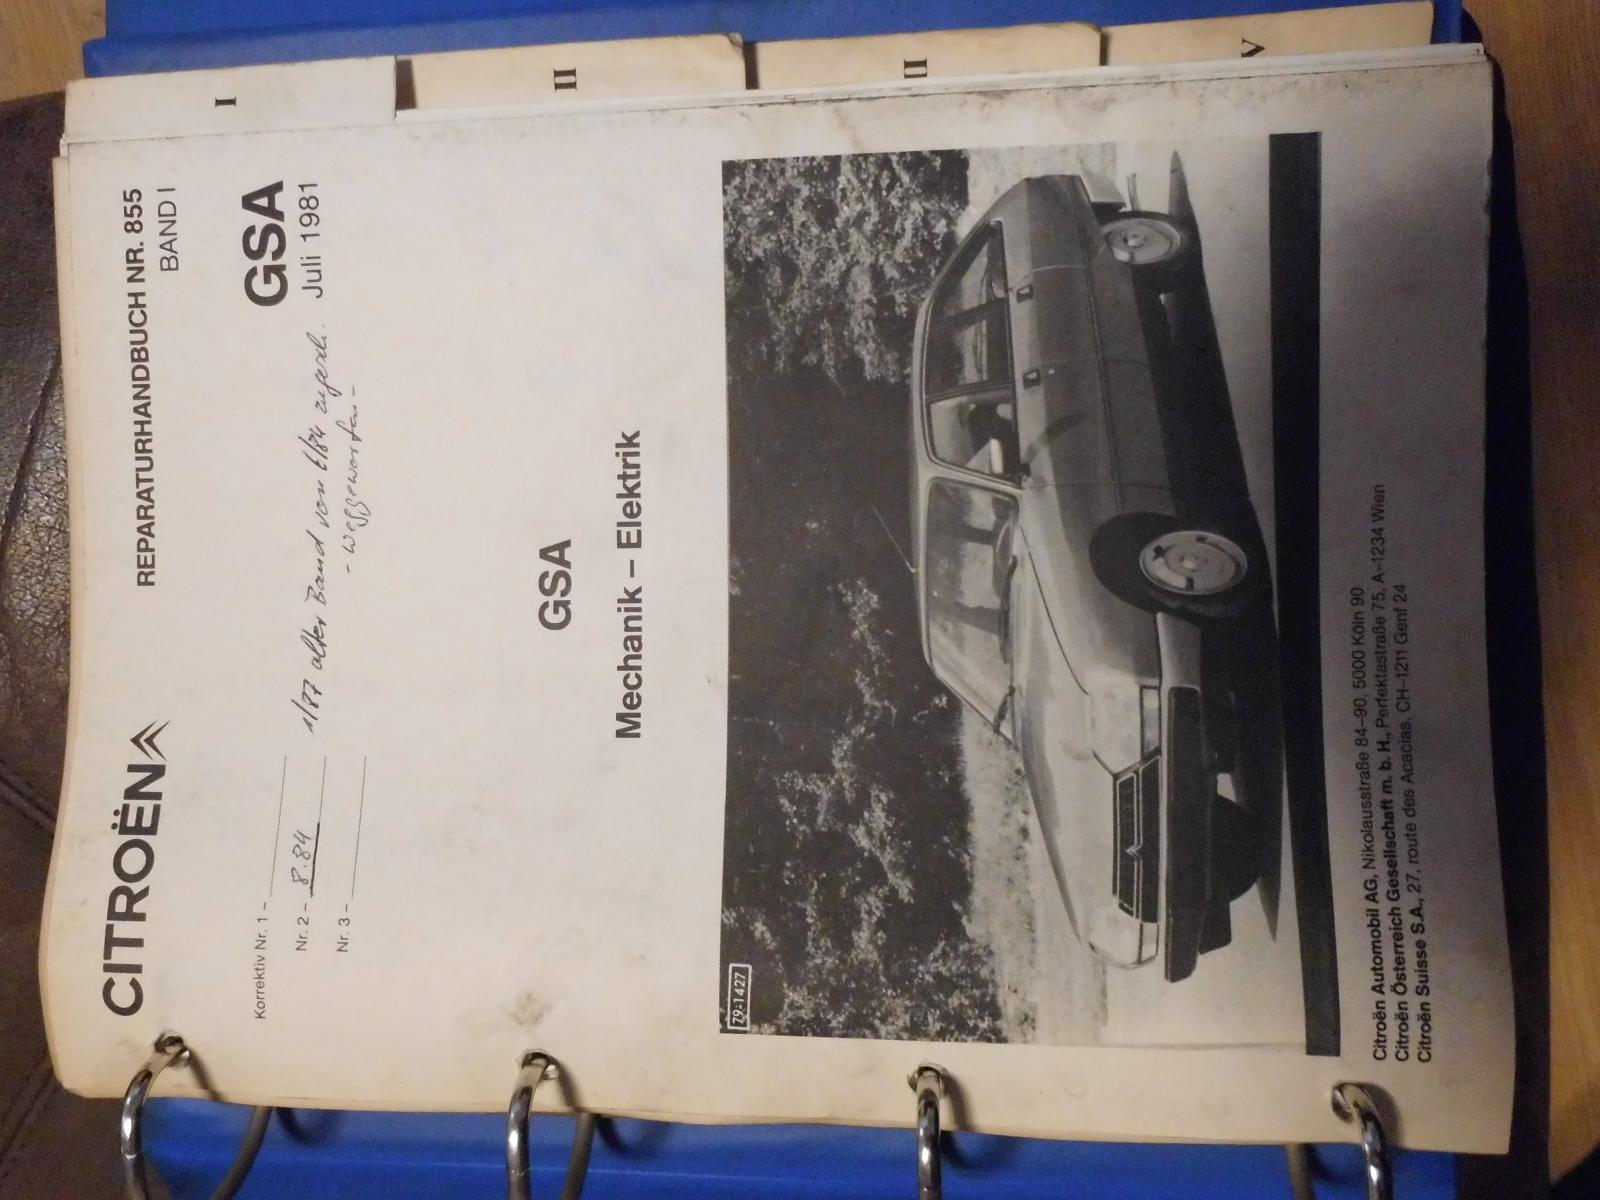 I
II
II
V
CITROËN
REPARATURHANDBUCH NR. 855
BAND I
GSA
Juli 1981
Korrektiv Nr. 1 –
Nr. 2 – 8.84
Nr. 3 –
1/87 alter Band von 6/84 zugesch.
- weggeworfen -
GSA
Mechanik – Elektrik
79-1427
Citroën Automobil AG, Nikolausstraße 84–90, 5000 Köln 90
Citroën Österreich Gesellschaft m. b. H., Perfektastraße 75, A–1234 Wien
Citroën Suisse S.A., 27, route des Acacias, CH–1211 Genf 24